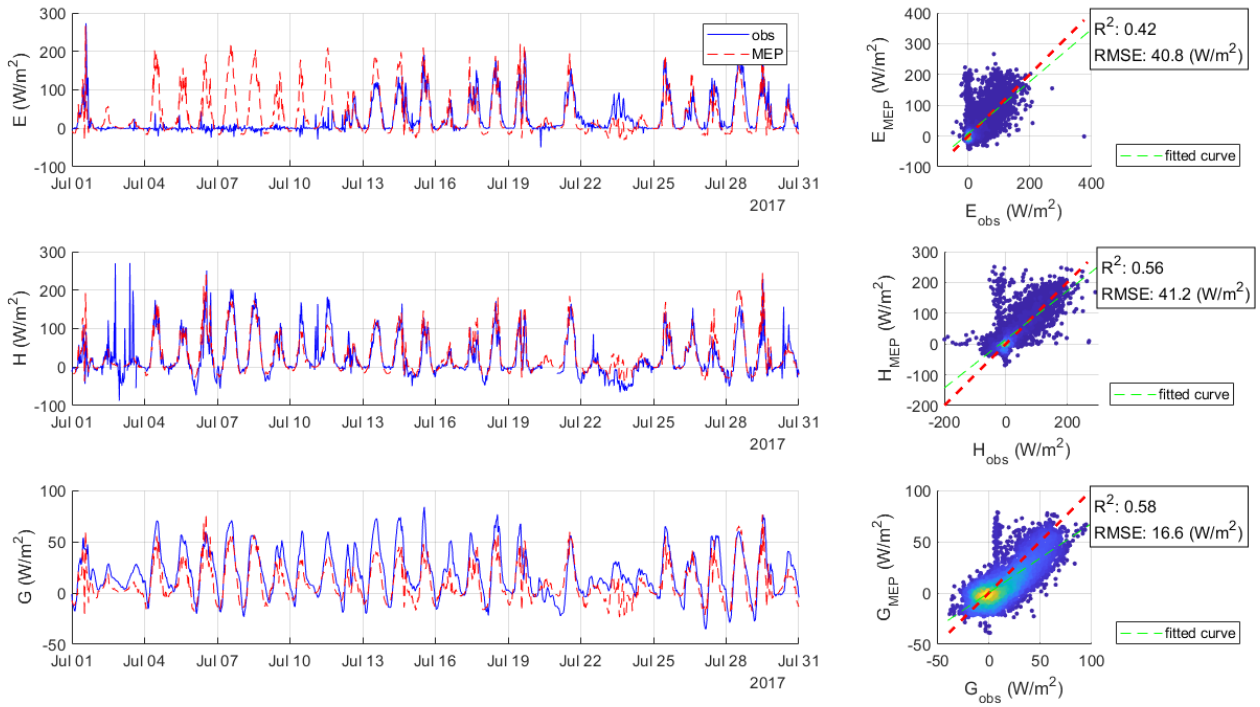 E (W/m²)
300
200
100
0
-100
obs
MEP
Jul 01
Jul 04
Jul 07
Jul 10
Jul 13
Jul 16
Jul 19
Jul 22
Jul 25
Jul 28
Jul 31
2017
E_MEP (W/m²)
400
300
200
100
0
-100
R²: 0.42
RMSE: 40.8 (W/m²)
fitted curve
0
200
400
E_obs (W/m²)
H (W/m²)
300
200
100
0
-100
Jul 01
Jul 04
Jul 07
Jul 10
Jul 13
Jul 16
Jul 19
Jul 22
Jul 25
Jul 28
Jul 31
2017
H_MEP (W/m²)
300
200
100
0
-100
-200
R²: 0.56
RMSE: 41.2 (W/m²)
fitted curve
-200
0
200
H_obs (W/m²)
G (W/m²)
100
50
0
-50
Jul 01
Jul 04
Jul 07
Jul 10
Jul 13
Jul 16
Jul 19
Jul 22
Jul 25
Jul 28
Jul 31
2017
G_MEP (W/m²)
100
50
0
-50
R²: 0.58
RMSE: 16.6 (W/m²)
fitted curve
-50
0
50
100
G_obs (W/m²)